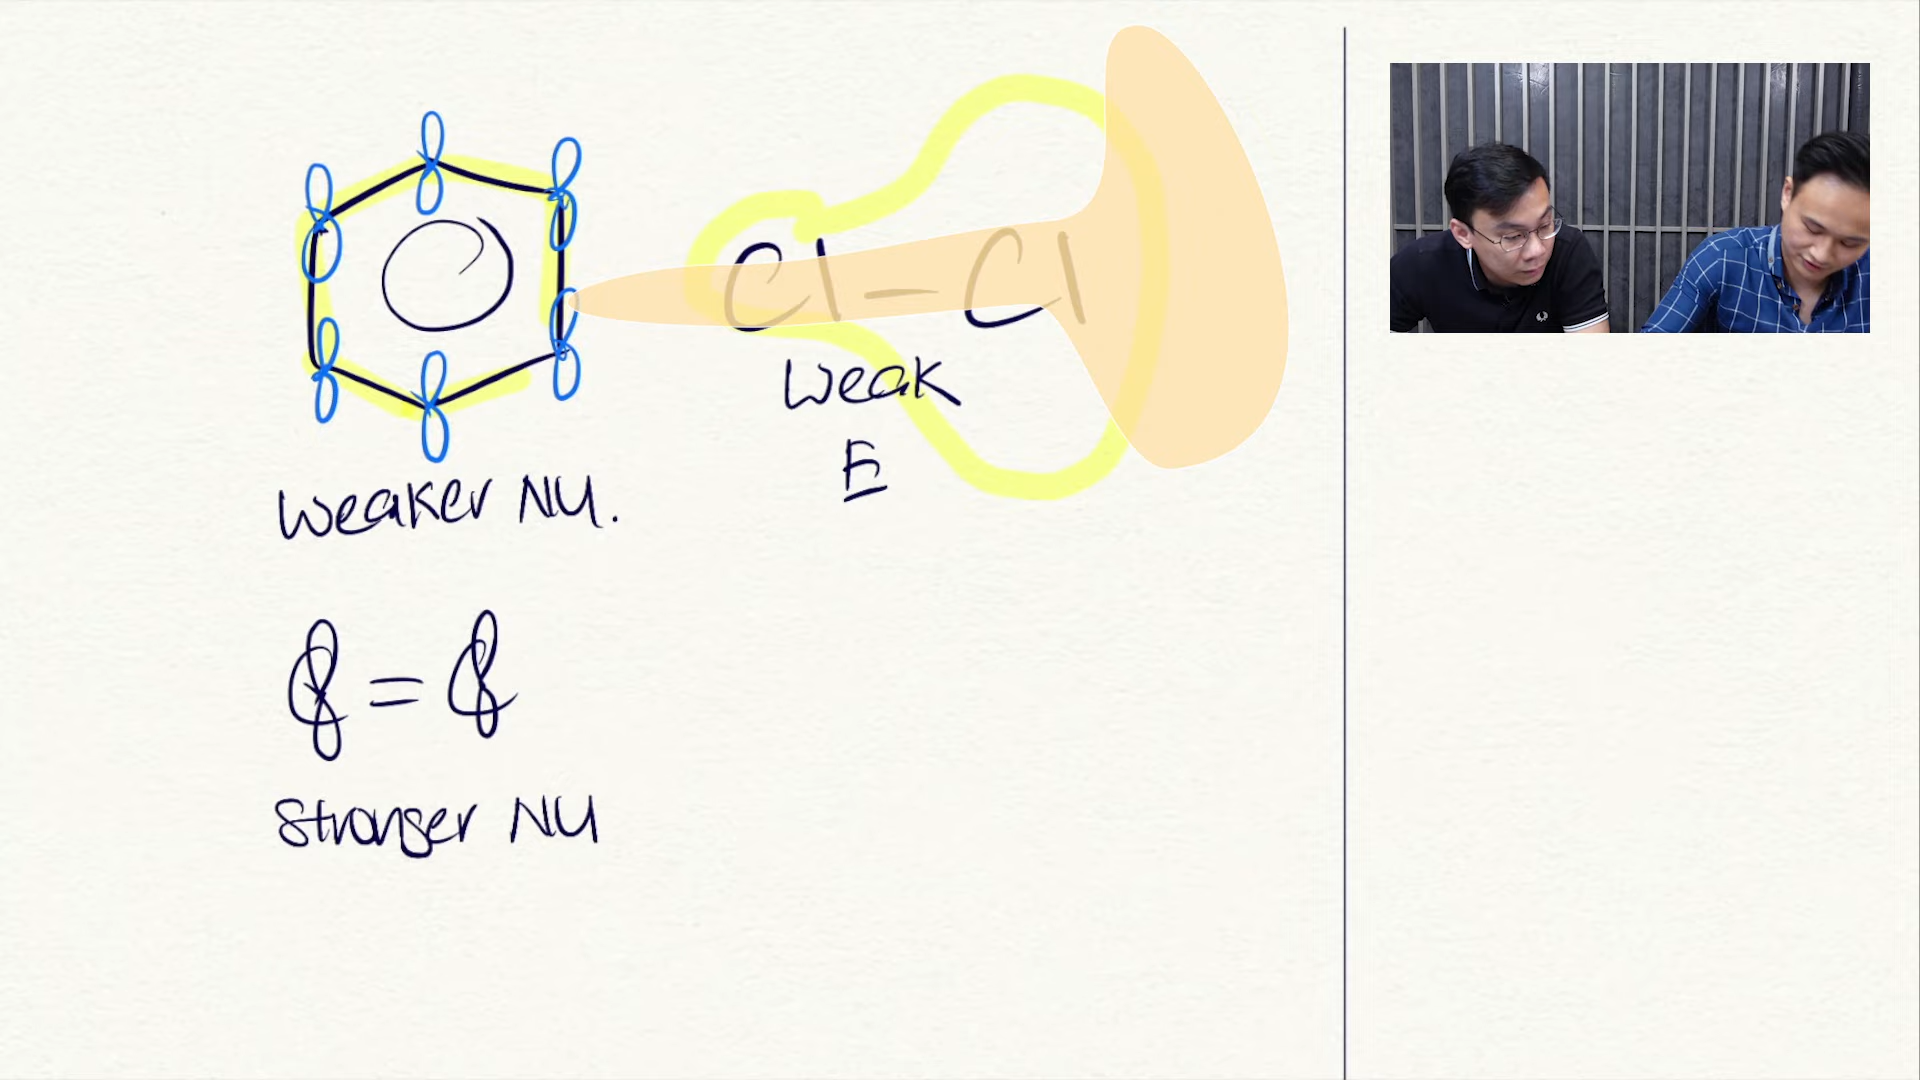 Cl – Cl
Weak
E
Weaker NU.
C = C
Stronger NU